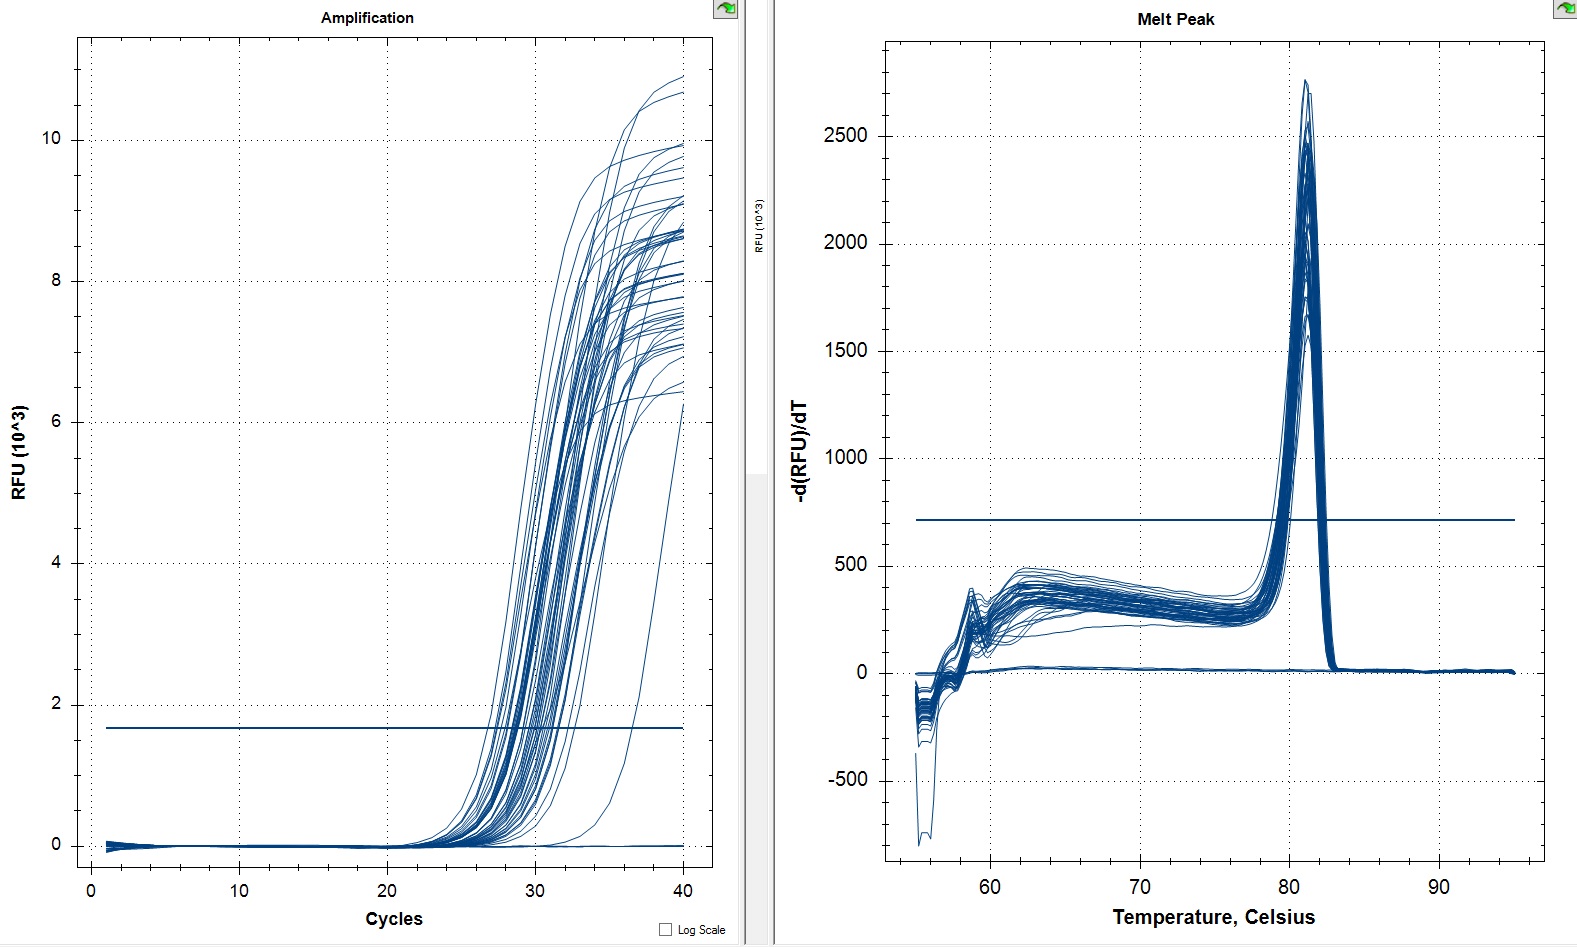 Amplification
10
8
6
4
2
0
RFU (10^3)
0 10 20 30 40
Cycles
Log Scale
RFU (10^3)
Melt Peak
2500
2000
1500
1000
500
0
-500
-d(RFU)/dT
60 70 80 90
Temperature, Celsius